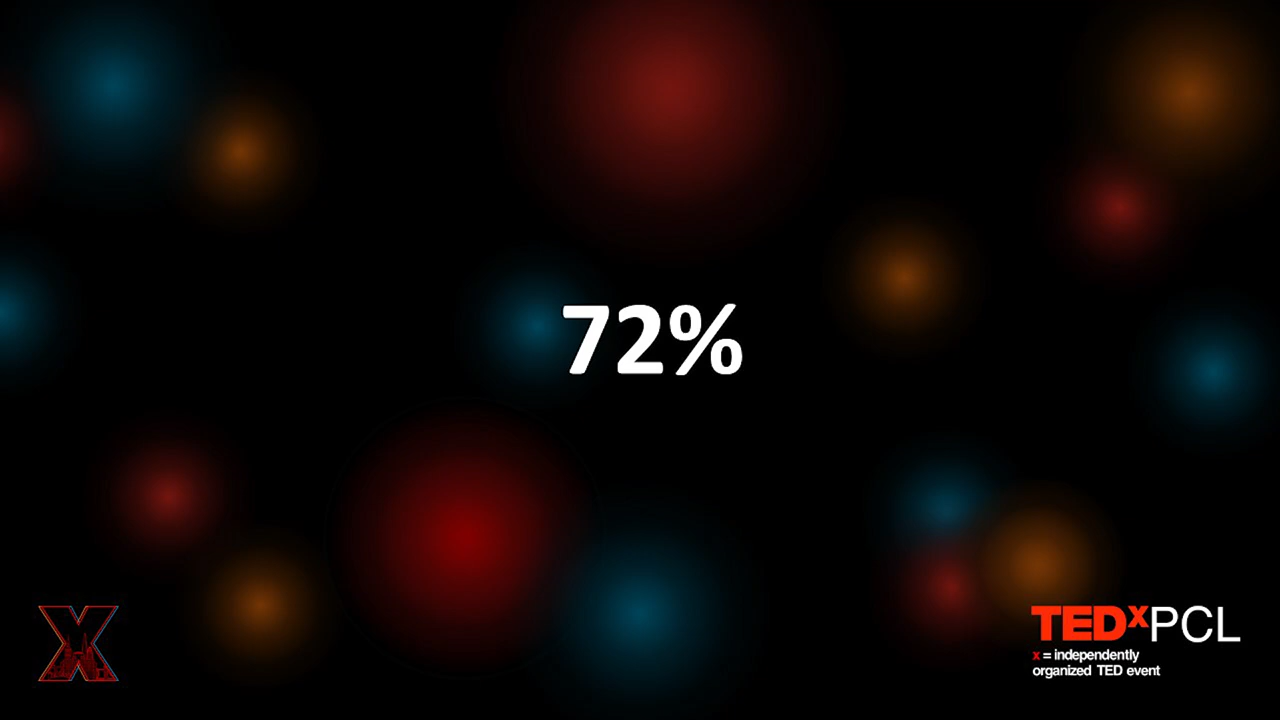 72%
X
TEDxPCL
x = independently
organized TED event